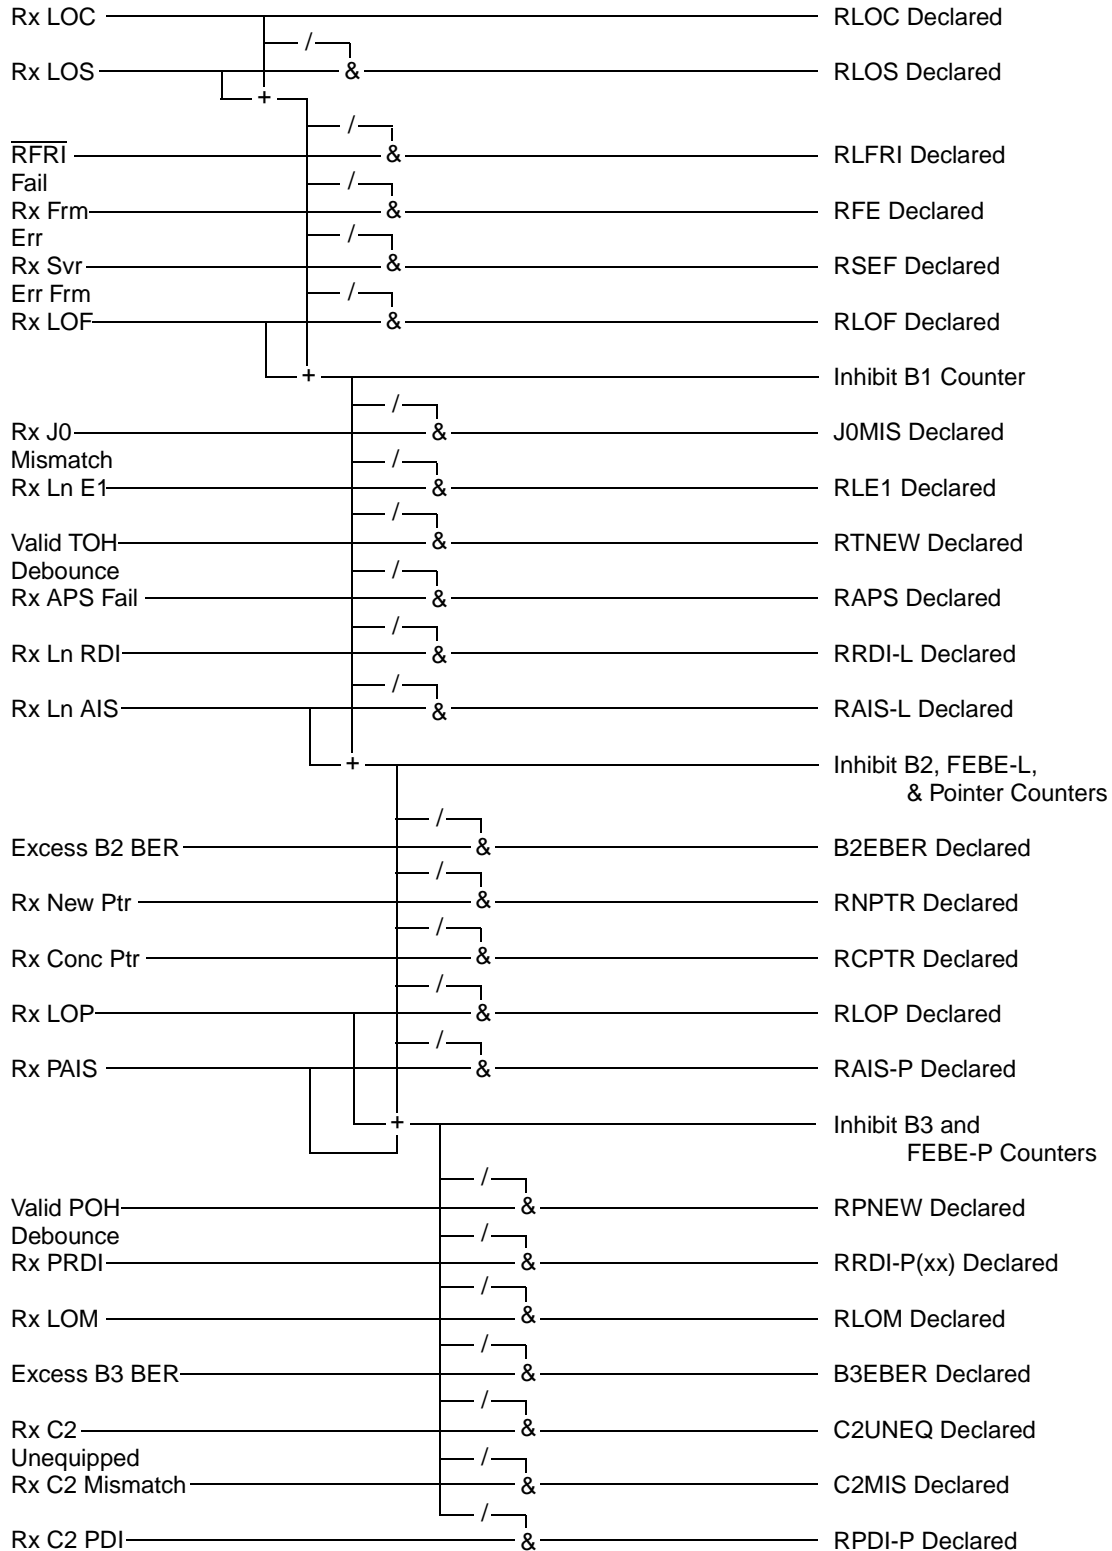 Rx LOC RLOC Declared
/
Rx LOS & RLOS Declared
+
/
RFRI & RLFRI Declared
Fail /
Rx Frm & RFE Declared
Err /
Rx Svr & RSEF Declared
Err Frm /
Rx LOF & RLOF Declared
+ Inhibit B1 Counter
/
Rx J0 & J0MIS Declared
Mismatch /
Rx Ln E1 & RLE1 Declared
/
Valid TOH & RTNEW Declared
Debounce /
Rx APS Fail & RAPS Declared
/
Rx Ln RDI & RRDI-L Declared
/
Rx Ln AIS & RAIS-L Declared
+ Inhibit B2, FEBE-L,
& Pointer Counters
/
Excess B2 BER & B2EBER Declared
/
Rx New Ptr & RNPTR Declared
/
Rx Conc Ptr & RCPTR Declared
/
Rx LOP & RLOP Declared
/
Rx PAIS & RAIS-P Declared
+ Inhibit B3 and
FEBE-P Counters
/
Valid POH & RPNEW Declared
Debounce /
Rx PRDI & RRDI-P(xx) Declared
/
Rx LOM & RLOM Declared
/
Excess B3 BER & B3EBER Declared
/
Rx C2 & C2UNEQ Declared
Unequipped /
Rx C2 Mismatch & C2MIS Declared
/
Rx C2 PDI & RPDI-P Declared